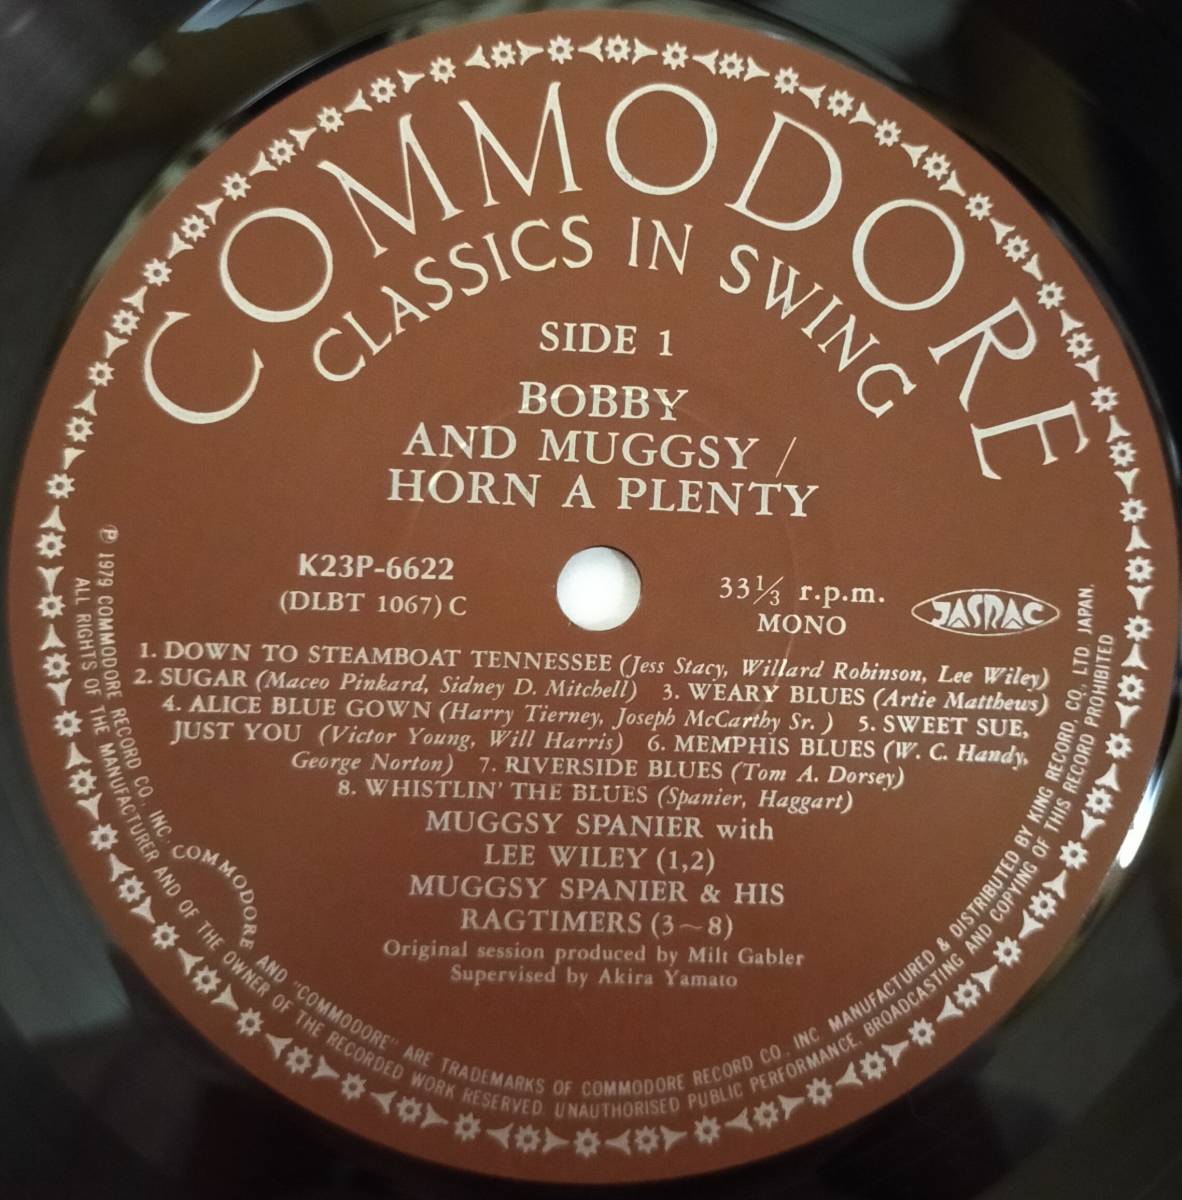 COMMODORE
CLASSICS IN SWING
SIDE 1
BOBBY
AND MUGGSY /
HORN A PLENTY
K23P-6622
(DLBT 1067) C
33⅓ r.p.m.
MONO
JASRAC
1. DOWN TO STEAMBOAT TENNESSEE (Jess Stacy, Willard Robinson, Lee Wiley)
2. SUGAR (Maceo Pinkard, Sidney D. Mitchell) 3. WEARY BLUES (Artie Matthews)
4. ALICE BLUE GOWN (Harry Tierney, Joseph McCarthy Sr.) 5. SWEET SUE,
JUST YOU (Victor Young, Will Harris) 6. MEMPHIS BLUES (W. C. Handy,
George Norton) 7. RIVERSIDE BLUES (Tom A. Dorsey)
8. WHISTLIN' THE BLUES (Spanier, Haggart)
MUGGSY SPANIER with
LEE WILEY (1,2)
MUGGSY SPANIER & HIS
RAGTIMERS (3~8)
Original session produced by Milt Gabler
Supervised by Akira Yamato
℗ 1979 COMMODORE RECORD CO., INC. COMMODORE AND "COMMODORE" ARE TRADEMARKS OF COMMODORE RECORD CO., INC. MANUFACTURED & DISTRIBUTED BY KING RECORD, CO., LTD. JAPAN.
ALL RIGHTS OF THE MANUFACTURER AND OF THE OWNER OF THE RECORDED WORK RESERVED. UNAUTHORISED PUBLIC PERFORMANCE, BROADCASTING AND COPYING OF THIS RECORD PROHIBITED